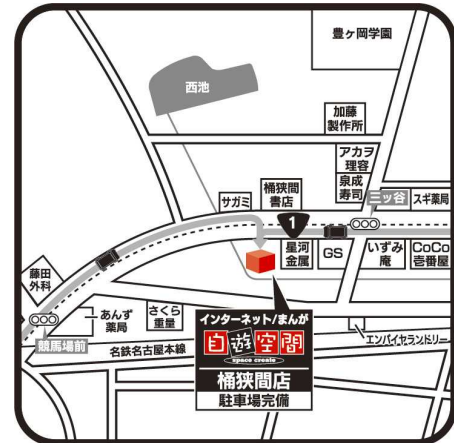 豊ヶ岡学園
西池
加藤
製作所
アカヲ
理容
泉成
寿司
三ッ谷
スギ薬局
サガミ
桶狭間
書店
1
星河
金属
GS
いずみ
庵
CoCo
壱番屋
藤田
外科
競馬場前
あんず
薬局
さくら
重量
名鉄名古屋本線
エンパイヤランドリー
インターネット/まんが
自遊空間
space create
桶狭間店
駐車場完備